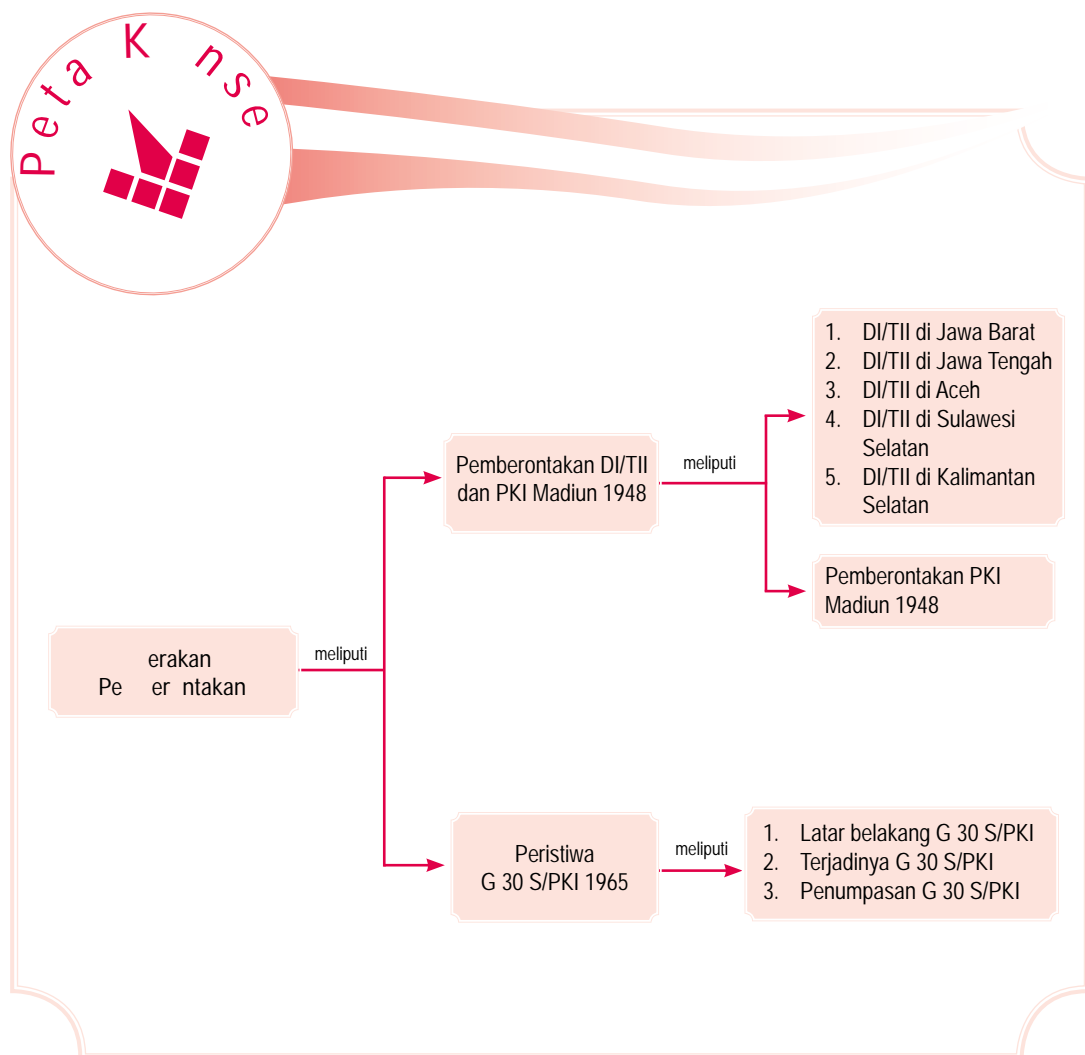 Peta K nse
1. DI/TII di Jawa Barat
2. DI/TII di Jawa Tengah
3. DI/TII di Aceh
4. DI/TII di Sulawesi
Selatan
5. DI/TII di Kalimantan
Selatan
Pemberontakan DI/TII
dan PKI Madiun 1948
meliputi
Pemberontakan PKI
Madiun 1948
erakan
Pe er ntakan
meliputi
Peristiwa
G 30 S/PKI 1965
meliputi
1. Latar belakang G 30 S/PKI
2. Terjadinya G 30 S/PKI
3. Penumpasan G 30 S/PKI